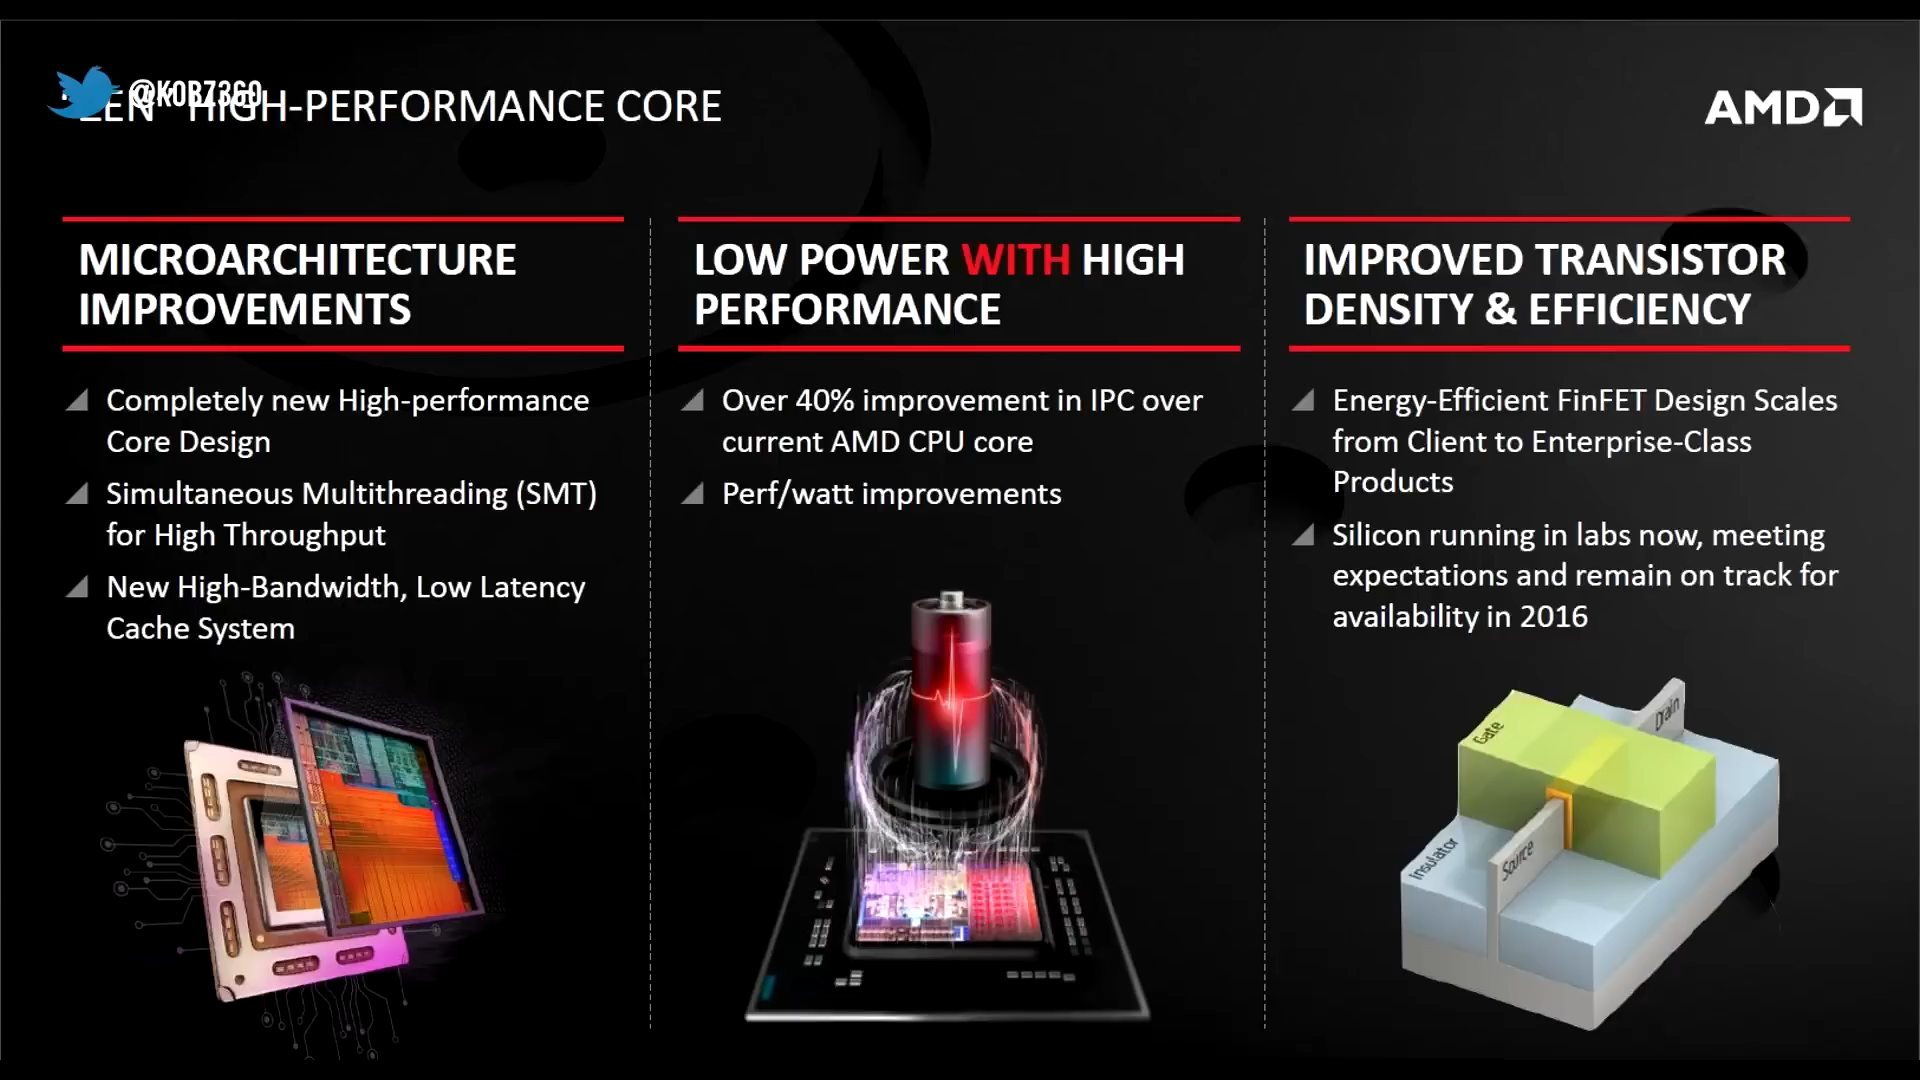 @KOBZ360
"ZEN" HIGH-PERFORMANCE CORE
AMD
MICROARCHITECTURE
IMPROVEMENTS
Completely new High-performance
Core Design
Simultaneous Multithreading (SMT)
for High Throughput
New High-Bandwidth, Low Latency
Cache System
LOW POWER WITH HIGH
PERFORMANCE
Over 40% improvement in IPC over
current AMD CPU core
Perf/watt improvements
IMPROVED TRANSISTOR
DENSITY & EFFICIENCY
Energy-Efficient FinFET Design Scales
from Client to Enterprise-Class
Products
Silicon running in labs now, meeting
expectations and remain on track for
availability in 2016
Gate
Drain
Insulator
Source